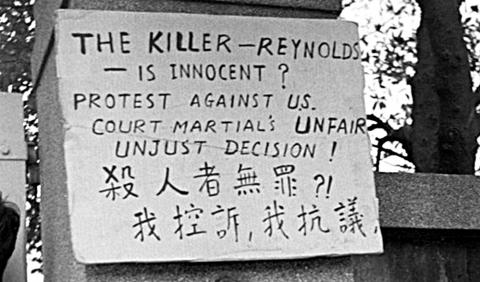 THE KILLER—REYNOLDS
— IS INNOCENT?
PROTEST AGAINST US.
COURT MARTIAL'S UNFAIR
UNJUST DECISION!
殺人者無罪?!
我控訴,我抗議,